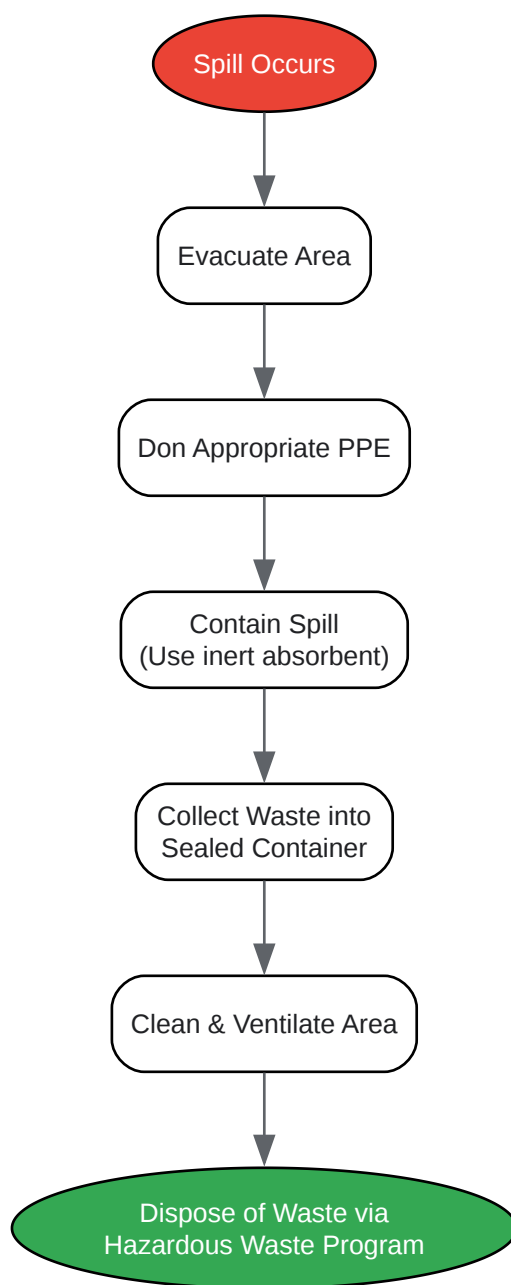 Spill Occurs
Evacuate Area
Don Appropriate PPE
Contain Spill
(Use inert absorbent)
Collect Waste into
Sealed Container
Clean & Ventilate Area
Dispose of Waste via
Hazardous Waste Program